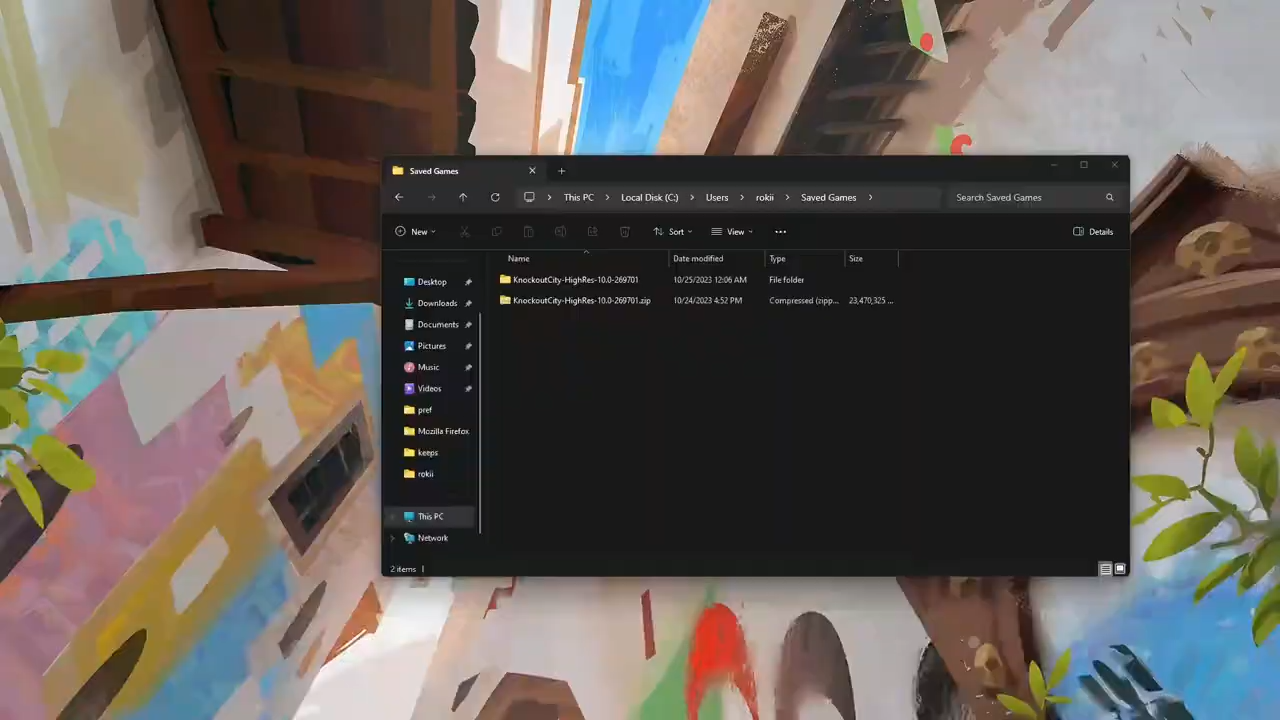 Saved Games
This PC > Local Disk (C:) > Users > rokii > Saved Games >
Search Saved Games
New
Sort
View
Details
Name
Date modified
Type
Size
KnockoutCity-HighRes-10.0-269701
10/25/2023 12:06 AM
File folder
KnockoutCity-HighRes-10.0-269701.zip
10/24/2023 4:52 PM
Compressed (zipp...
23,470,325 ...
Desktop
Downloads
Documents
Pictures
Music
Videos
pref
Mozilla Firefox
keeps
rokii
This PC
Network
2 items